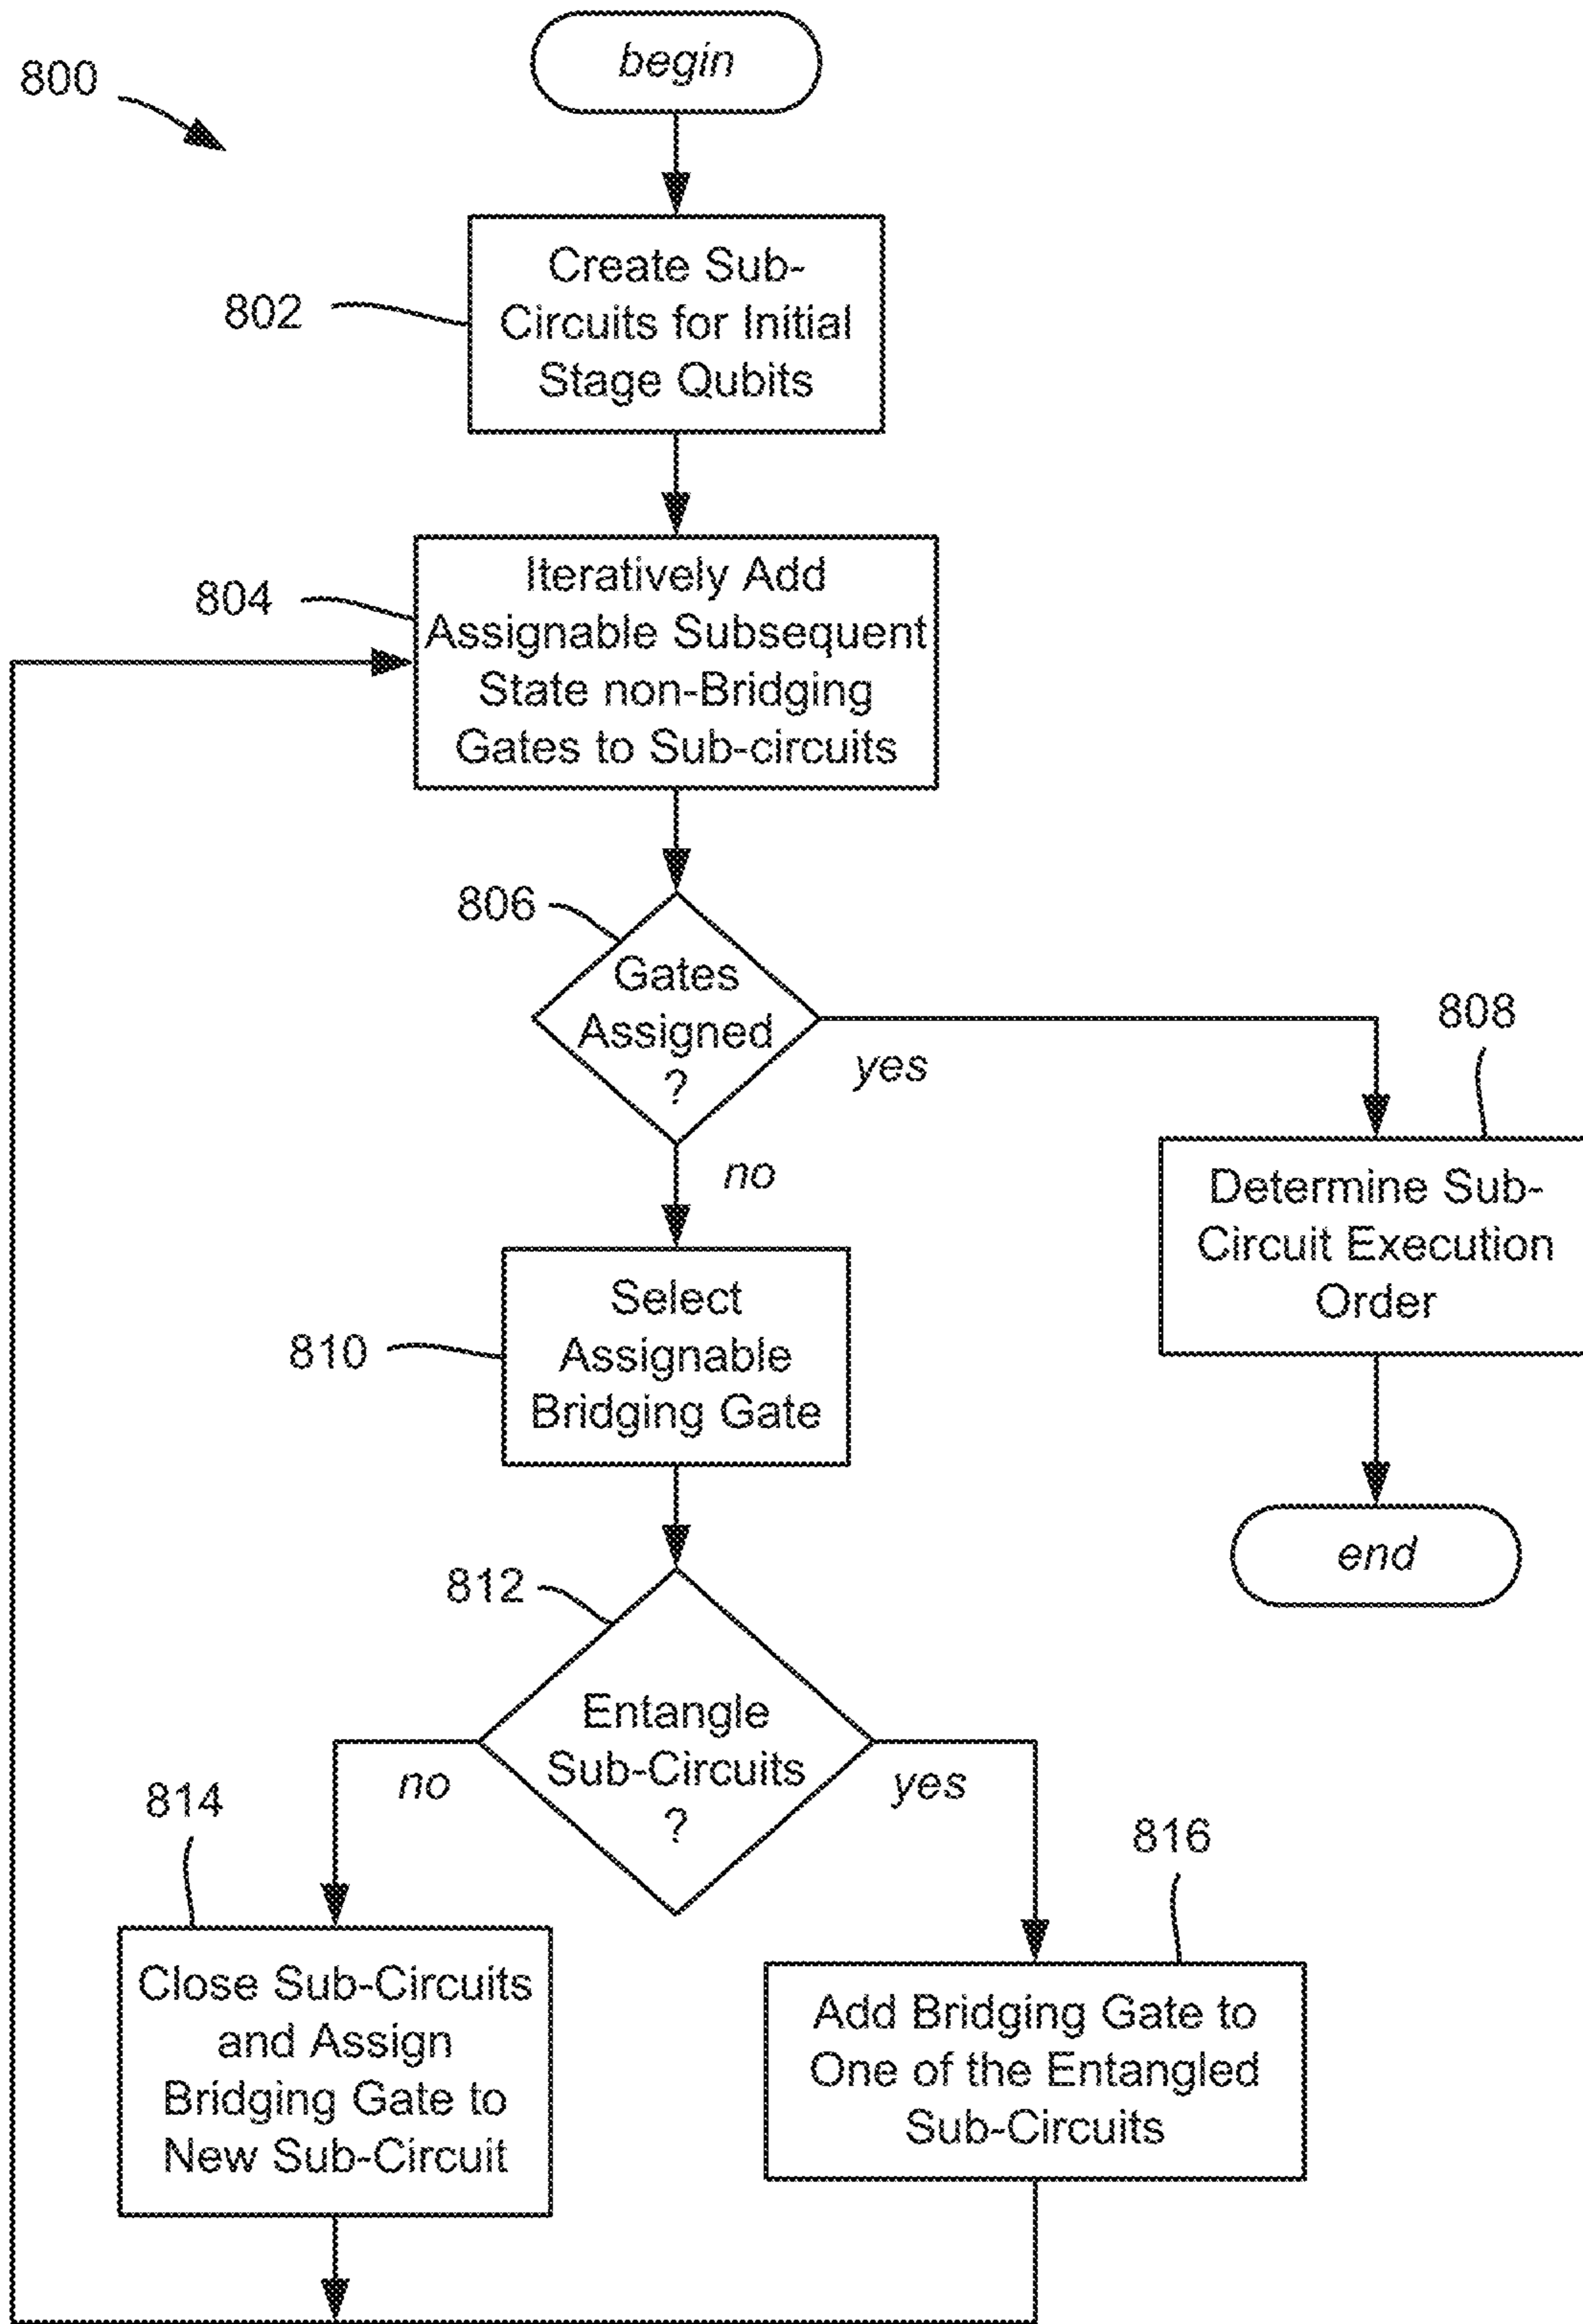 begin
800
Create Sub-
Circuits for Initial
Stage Qubits
802
Iteratively Add
Assignable Subsequent
State non-Bridging
Gates to Sub-circuits
804
806
Gates
Assigned
?
yes
no
808
Determine Sub-
Circuit Execution
Order
end
Select
Assignable
Bridging Gate
810
812
Entangle
Sub-Circuits
?
no
yes
814
Close Sub-Circuits
and Assign
Bridging Gate to
New Sub-Circuit
816
Add Bridging Gate to
One of the Entangled
Sub-Circuits